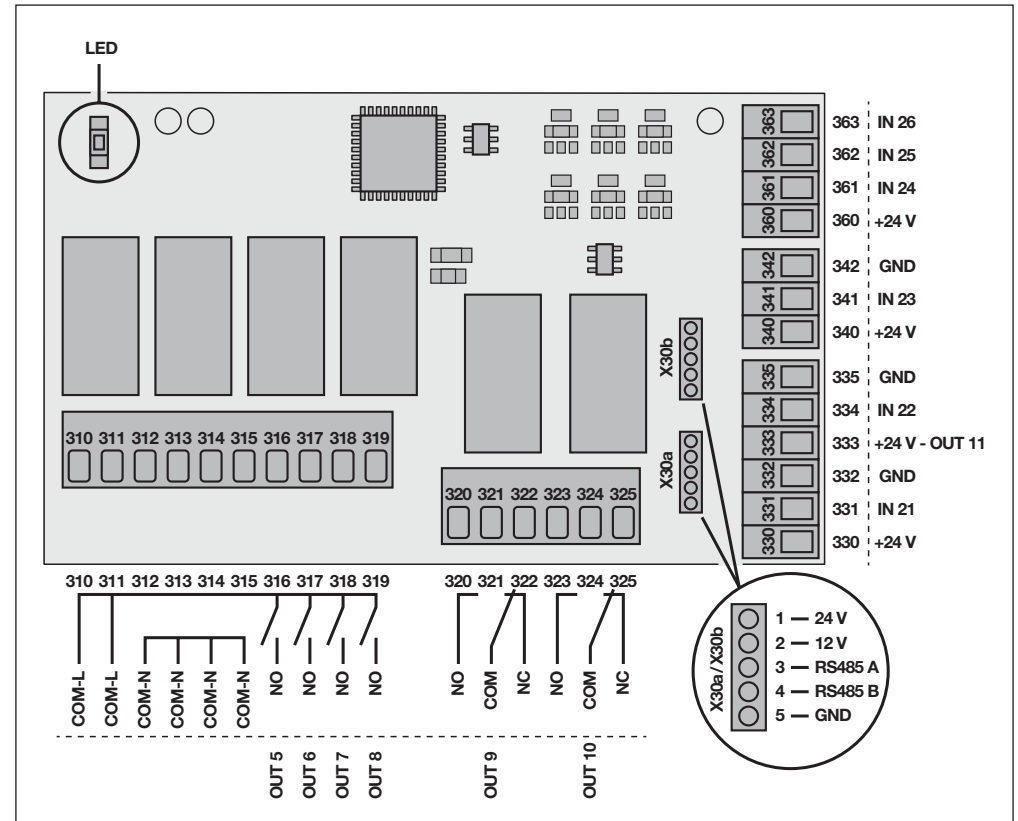 LED
363 363 IN 26
362 362 IN 25
361 361 IN 24
360 360 +24 V
342 342 GND
341 341 IN 23
340 340 +24 V
X30b
335 335 GND
334 334 IN 22
333 333 +24 V - OUT 11
X30a
332 332 GND
331 331 IN 21
330 330 +24 V
310 311 312 313 314 315 316 317 318 319
320 321 322 323 324 325
310 311 312 313 314 315 316 317 318 319 320 321 322 323 324 325
COM-L COM-L COM-N COM-N COM-N COM-N NO NO NO NO NO COM NC NO COM NC
OUT 5 OUT 6 OUT 7 OUT 8 OUT 9 OUT 10
X30a/X30b
1 — 24 V
2 — 12 V
3 — RS485 A
4 — RS485 B
5 — GND